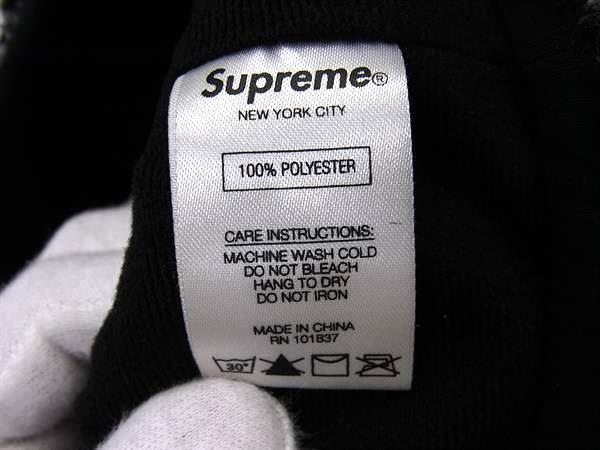 Supreme®
NEW YORK CITY
100% POLYESTER
CARE INSTRUCTIONS:
MACHINE WASH COLD
DO NOT BLEACH
HANG TO DRY
DO NOT IRON
MADE IN CHINA
RN 101837
30°